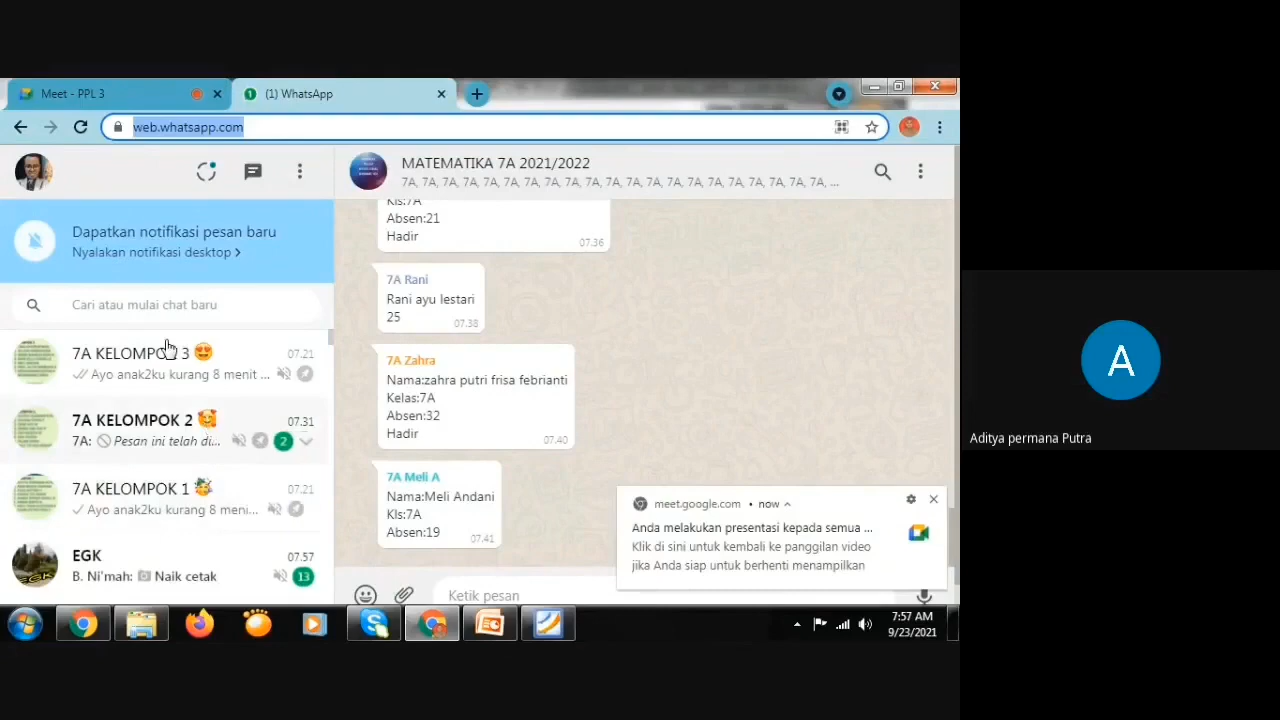 Meet - PPL 3
(1) WhatsApp
web.whatsapp.com
MATEMATIKA 7A 2021/2022
7A, 7A, 7A, 7A, 7A, 7A, 7A, 7A, 7A, 7A, 7A, 7A, 7A, 7A, 7A, 7A, 7A, 7A, 7A, 7A, 7A, ...
Dapatkan notifikasi pesan baru
Nyalakan notifikasi desktop >
Cari atau mulai chat baru
7A KELOMPOK 3
07.21
Ayo anak2ku kurang 8 menit ...
7A KELOMPOK 2
07.31
7A: Pesan ini telah di...
2
7A KELOMPOK 1
07.21
Ayo anak2ku kurang 8 meni...
EGK
07.57
B. Ni'mah: Naik cetak
13
Kls:7A
Absen:21
Hadir
07.36
7A Rani
Rani ayu lestari
25
07.38
7A Zahra
Nama:zahra putri frisa febrianti
Kelas:7A
Absen:32
Hadir
07.40
7A Meli A
Nama:Meli Andani
Kls:7A
Absen:19
07.41
Ketik pesan
meet.google.com • now
Anda melakukan presentasi kepada semua ...
Klik di sini untuk kembali ke panggilan video
jika Anda siap untuk berhenti menampilkan
7:57 AM
9/23/2021
A
Aditya permana Putra